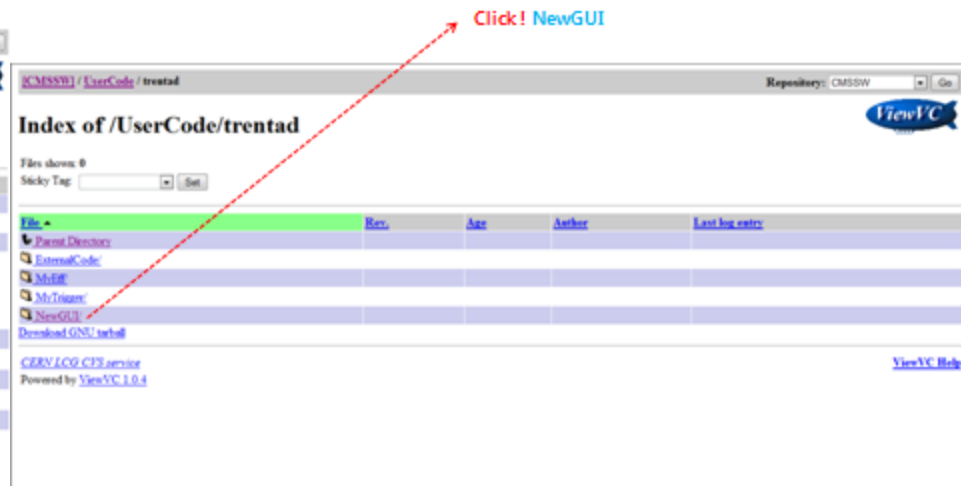 Click! NewGUI
[CMSSW] / UserCode / trentad Repository: CMSSW Go
ViewVC
Index of /UserCode/trentad
Files shown: 0
Sticky Tag: Set
File Rev. Age Author Last log entry
Parent Directory
ExternalCode/
MyEff/
MyTrigger/
NewGUI/
Download GNU tarball
CERN LCG CVS service ViewVC Help
Powered by ViewVC 1.0.4